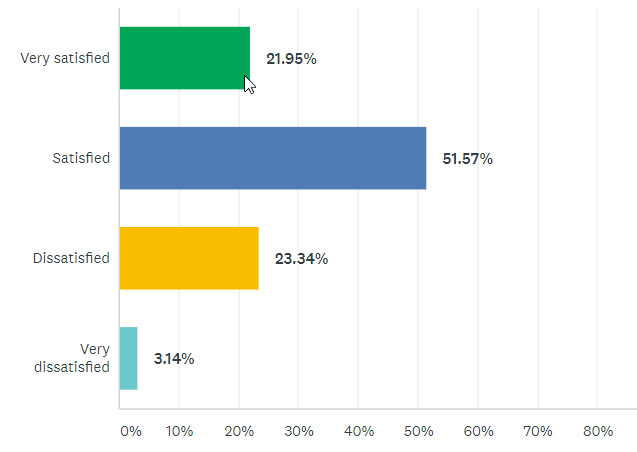 Very satisfied
21.95%
Satisfied
51.57%
Dissatisfied
23.34%
Very
dissatisfied
3.14%
0% 10% 20% 30% 40% 50% 60% 70% 80%